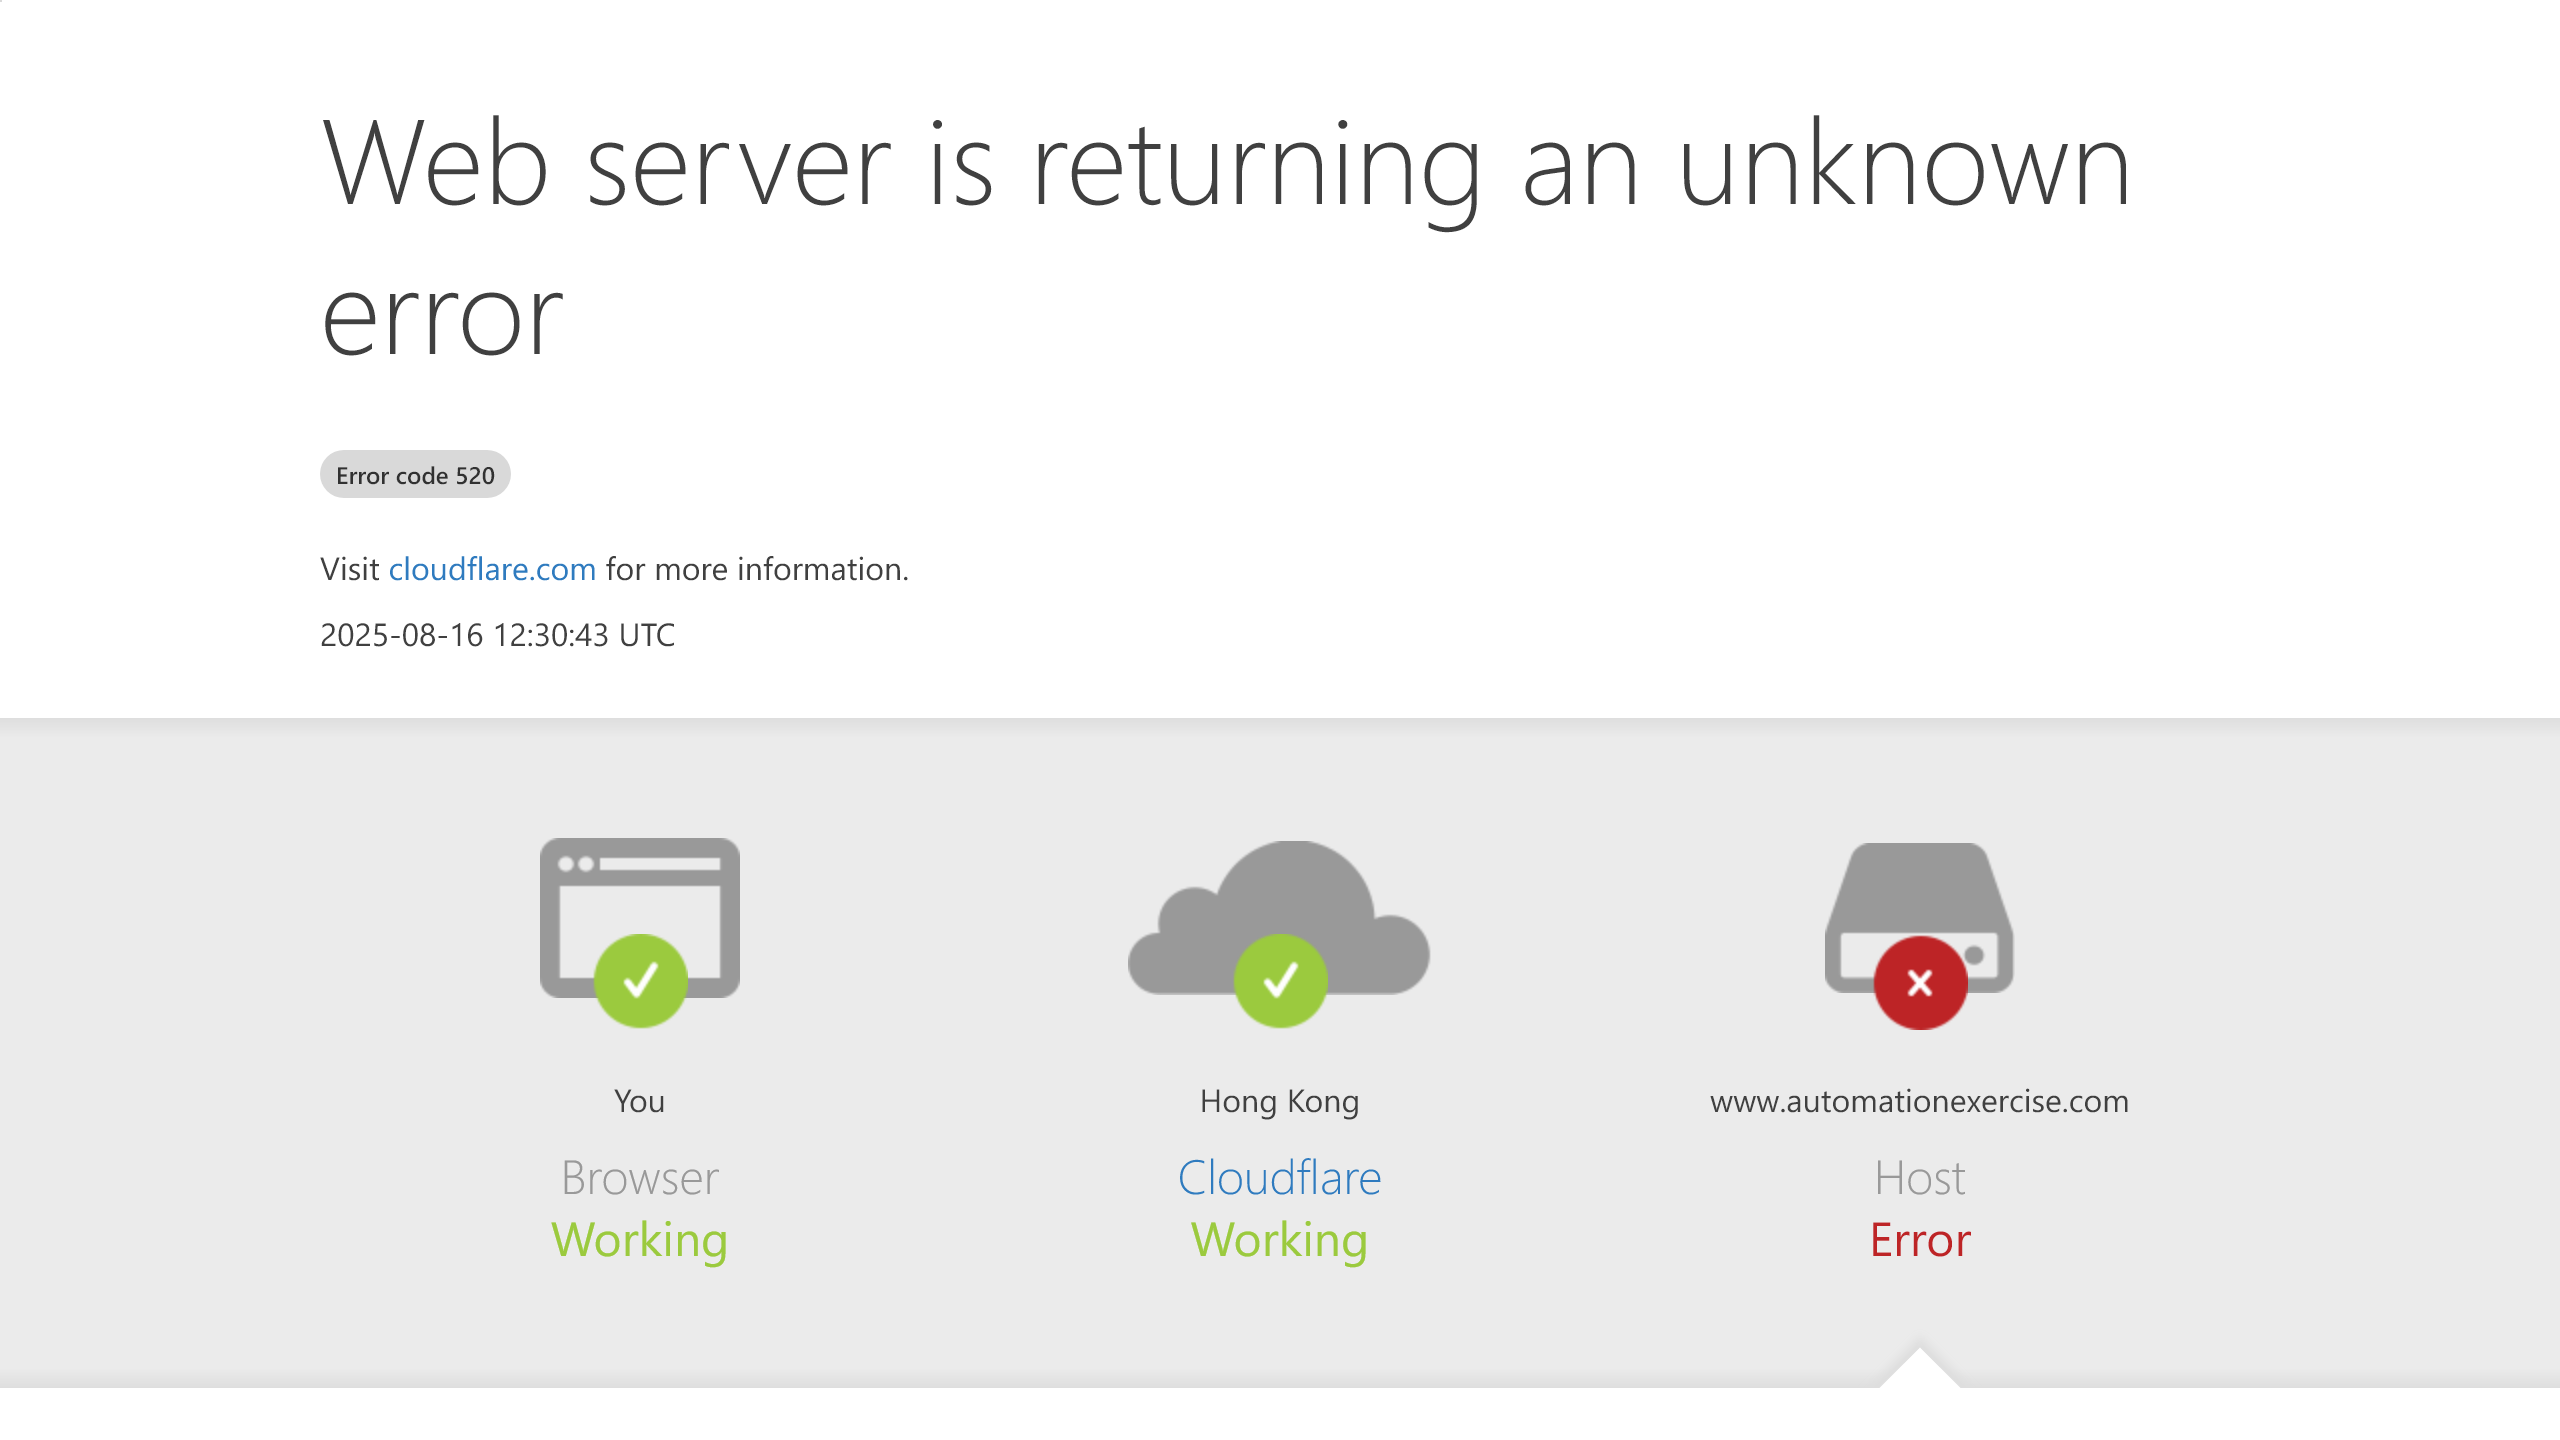 Web server is returning an unknown
error
Error code 520
Visit cloudflare.com for more information.
2025-08-16 12:30:43 UTC
You
Browser
Working
Hong Kong
Cloudflare
Working
www.automationexercise.com
Host
Error